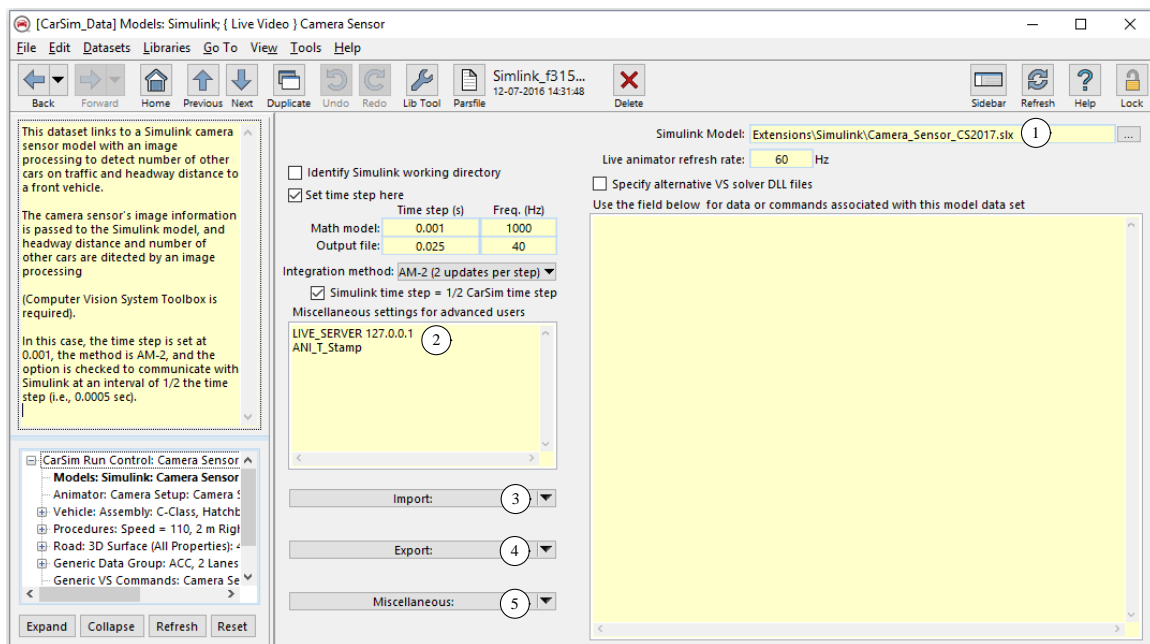 [CarSim_Data] Models: Simulink; { Live Video } Camera Sensor
File Edit Datasets Libraries Go To View Tools Help
Back Forward Home Previous Next Duplicate Undo Redo Lib Tool Parsfile
Simlink_f315...
12-07-2016 14:31:48
Delete Sidebar Refresh Help Lock
This dataset links to a Simulink camera
sensor model with an image
processing to detect number of other
cars on traffic and headway distance to
a front vehicle.
The camera sensor's image information
is passed to the Simulink model, and
headway distance and number of
other cars are ditected by an image
processing
(Computer Vision System Toolbox is
required).
In this case, the time step is set at
0.001, the method is AM-2, and the
option is checked to communicate with
Simulink at an interval of 1/2 the time
step (i.e., 0.0005 sec).
CarSim Run Control: Camera Sensor
Models: Simulink: Camera Sensor
Animator: Camera Setup: Camera S
Vehicle: Assembly: C-Class, Hatchb
Procedures: Speed = 110, 2 m Righ
Road: 3D Surface (All Properties): 4
Generic Data Group: ACC, 2 Lanes
Generic VS Commands: Camera Se
Expand Collapse Refresh Reset
Identify Simulink working directory
Set time step here
Time step (s) Freq. (Hz)
Math model: 0.001 1000
Output file: 0.025 40
Integration method: AM-2 (2 updates per step)
Simulink time step = 1/2 CarSim time step
Miscellaneous settings for advanced users
LIVE_SERVER 127.0.0.1 2
ANI_T_Stamp
Import: 3
Export: 4
Miscellaneous: 5
Simulink Model: Extensions\Simulink\Camera_Sensor_CS2017.slx 1 ...
Live animator refresh rate: 60 Hz
Specify alternative VS solver DLL files
Use the field below for data or commands associated with this model data set